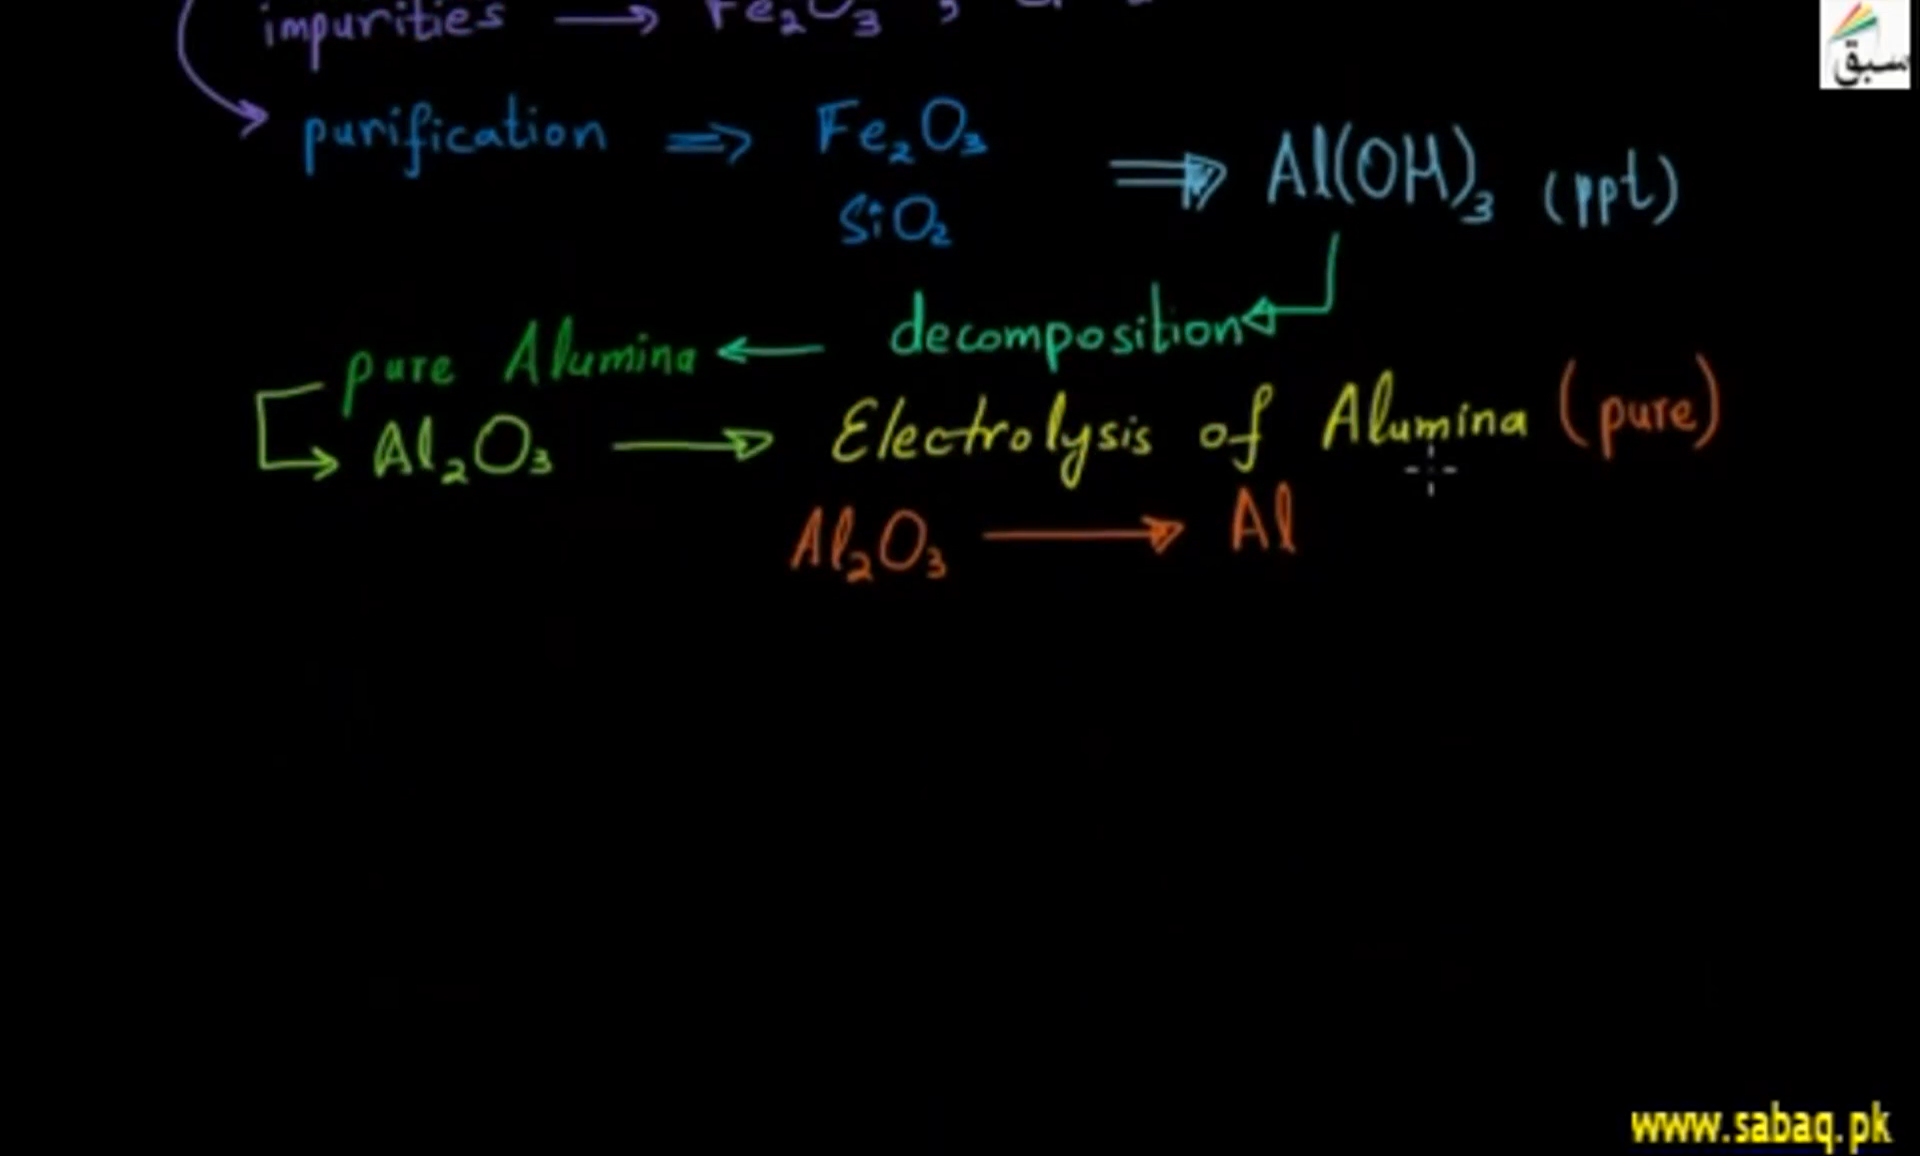 impurities → Fe₂O₃ ,
سبق
purification ⇒ Fe₂O₃ ⇒ Al(OH)₃ (ppt)
SiO₂
pure Alumina ← decomposition
Al₂O₃ → Electrolysis of Alumina (pure)
Al₂O₃ → Al
www.sabaq.pk